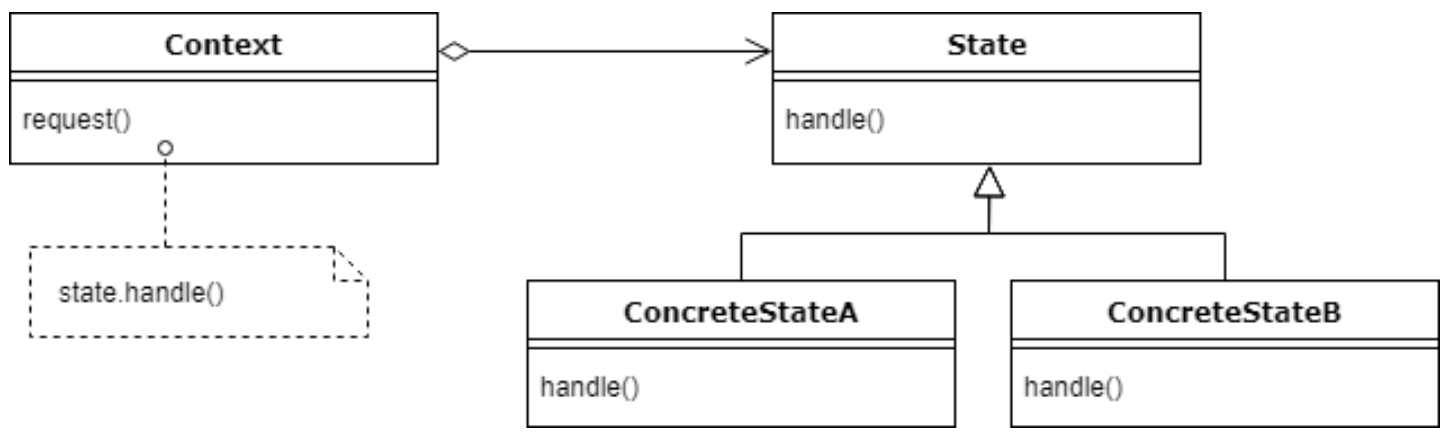 Context
request()
state.handle()
State
handle()
ConcreteStateA
handle()
ConcreteStateB
handle()